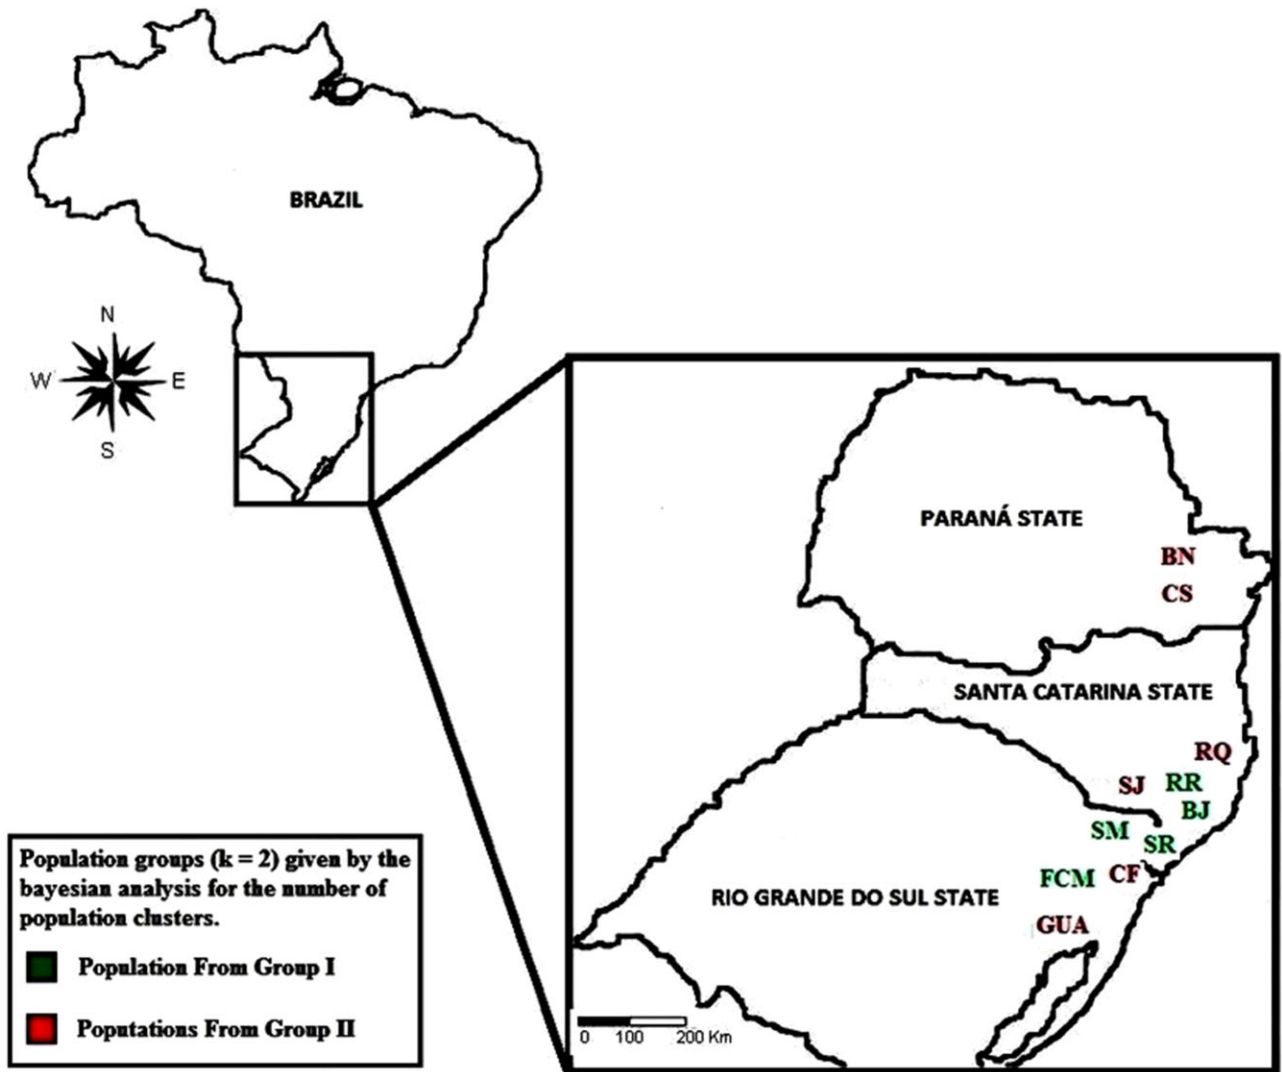 BRAZIL
N
W
E
S
PARANÁ STATE
BN
CS
SANTA CATARINA STATE
RQ
SJ
RR
BJ
SM
SR
FCM
CF
RIO GRANDE DO SUL STATE
GUA
0 100 200 Km
Population groups (k = 2) given by the
bayesian analysis for the number of
population clusters.
Population From Group I
Poputations From Group II